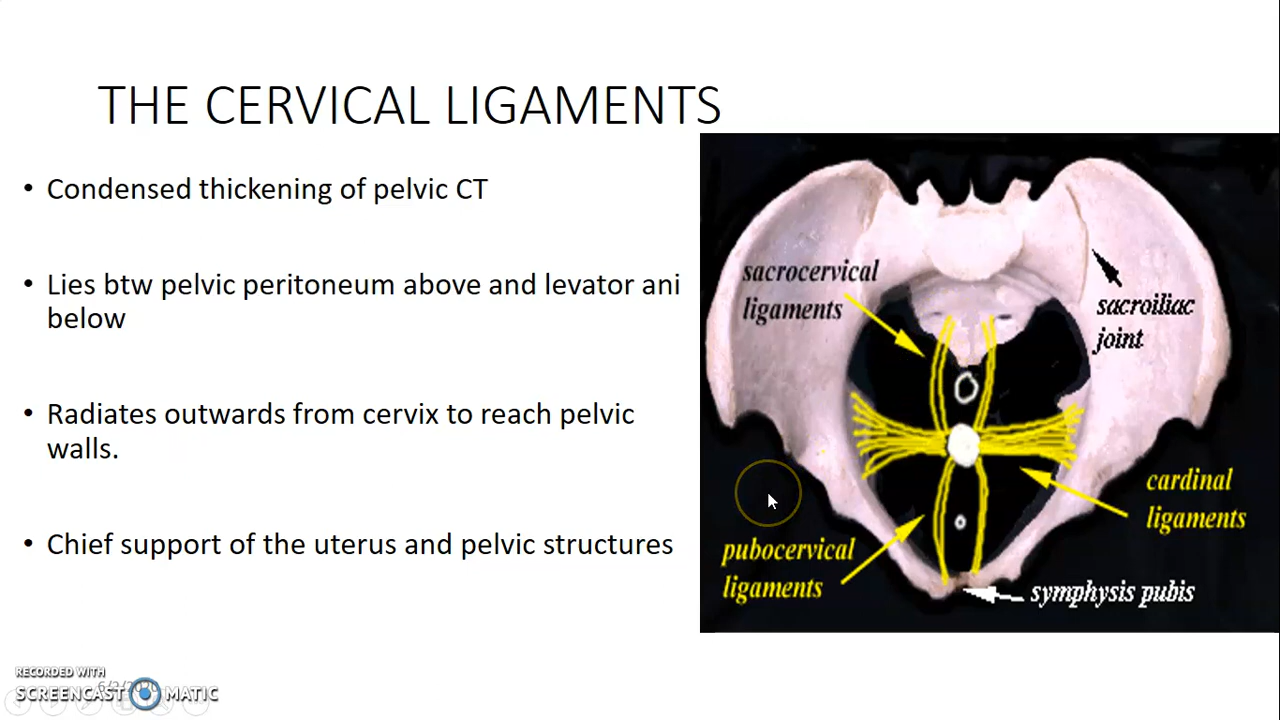 THE CERVICAL LIGAMENTS
• Condensed thickening of pelvic CT
• Lies btw pelvic peritoneum above and levator ani
below
• Radiates outwards from cervix to reach pelvic
walls.
• Chief support of the uterus and pelvic structures
sacrocervical
ligaments
sacroiliac
joint
cardinal
ligaments
pubocervical
ligaments
symphysis pubis
RECORDED WITH
SCREENCAST MATIC